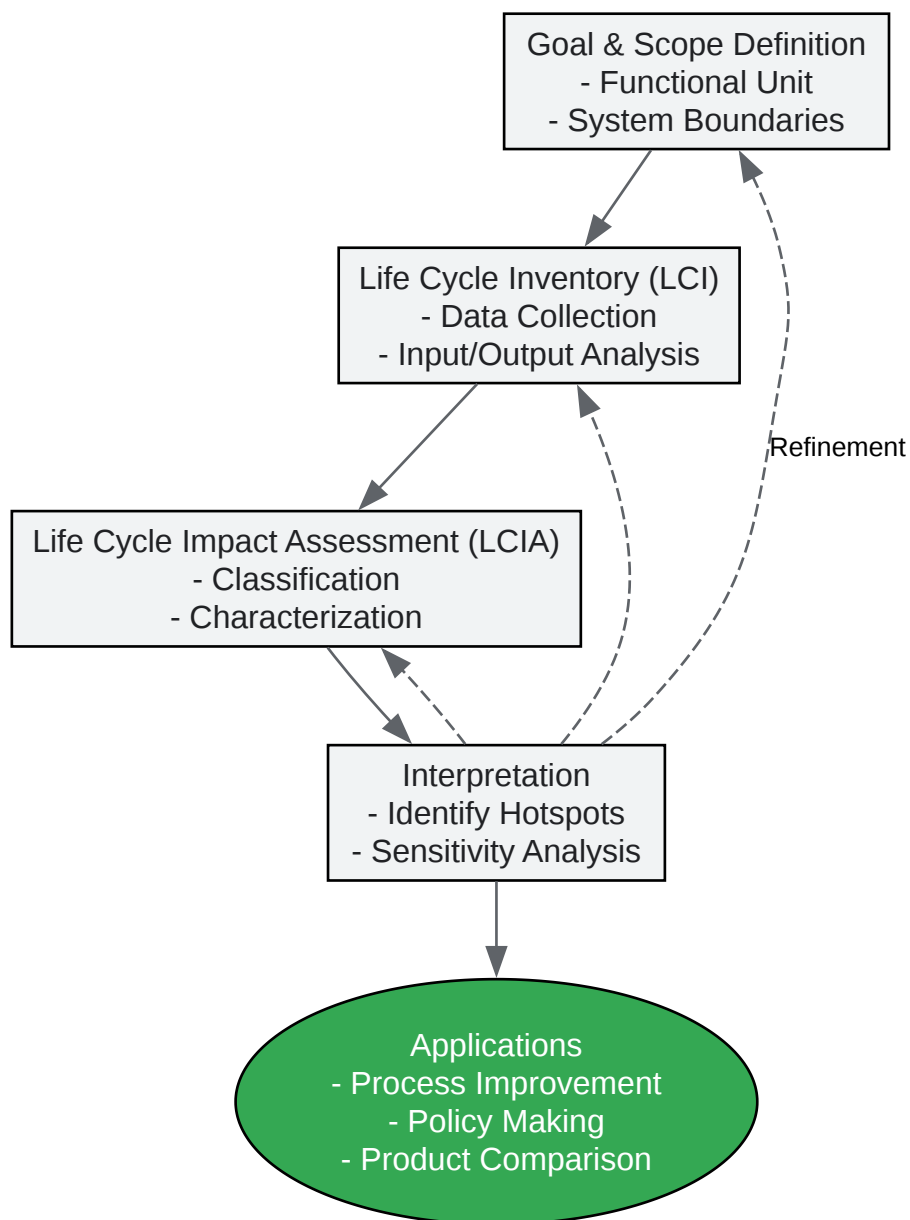 Goal & Scope Definition
- Functional Unit
- System Boundaries
Life Cycle Inventory (LCI)
- Data Collection
- Input/Output Analysis
Refinement
Life Cycle Impact Assessment (LCIA)
- Classification
- Characterization
Interpretation
- Identify Hotspots
- Sensitivity Analysis
Applications
- Process Improvement
- Policy Making
- Product Comparison